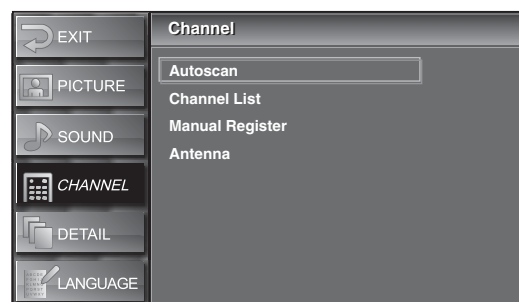 EXIT
PICTURE
SOUND
CHANNEL
DETAIL
LANGUAGE
Channel
Autoscan
Channel List
Manual Register
Antenna